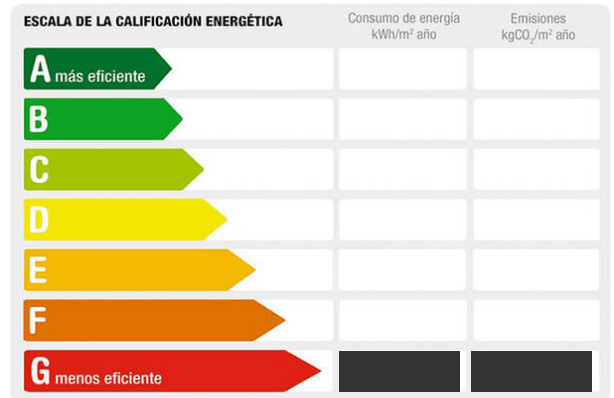 ESCALA DE LA CALIFICACIÓN ENERGÉTICA
Consumo de energía
kWh/m² año
Emisiones
kgCO₂/m² año
A más eficiente
B
C
D
E
F
G menos eficiente